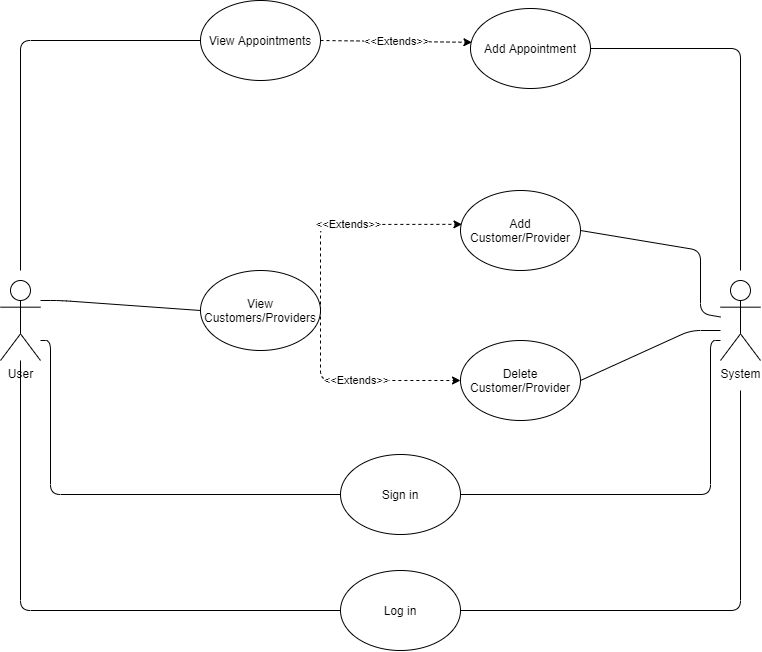 View Appointments
<<Extends>>
Add Appointment
<<Extends>>
Add
Customer/Provider
View
Customers/Providers
User
System
<<Extends>>
Delete
Customer/Provider
Sign in
Log in